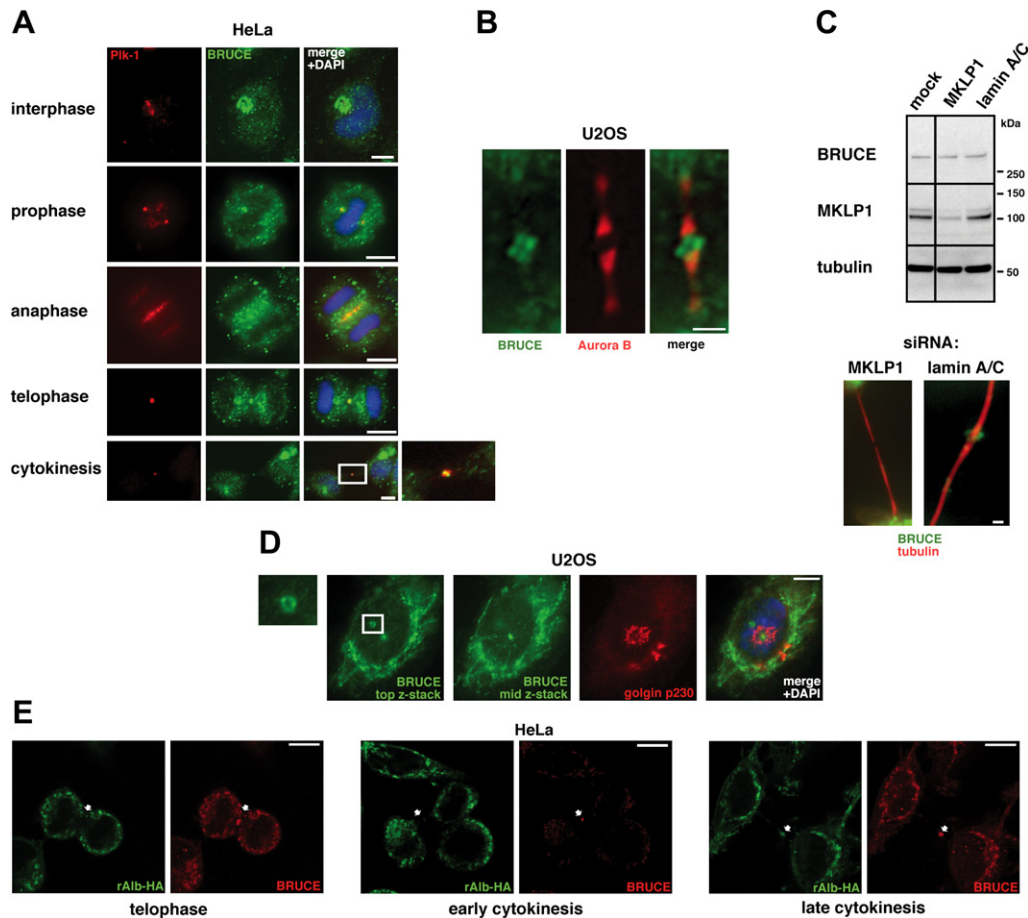 A
HeLa
Plk-1
BRUCE
merge
+DAPI
interphase
prophase
anaphase
telophase
cytokinesis
B
U2OS
BRUCE
Aurora B
merge
C
mock
MKLP1
lamin A/C
kDa
BRUCE
250
150
MKLP1
100
tubulin
50
siRNA:
MKLP1
lamin A/C
BRUCE
tubulin
D
U2OS
BRUCE
top z-stack
BRUCE
mid z-stack
golgin p230
merge
+DAPI
E
HeLa
rAlb-HA
BRUCE
rAlb-HA
BRUCE
rAlb-HA
BRUCE
telophase
early cytokinesis
late cytokinesis